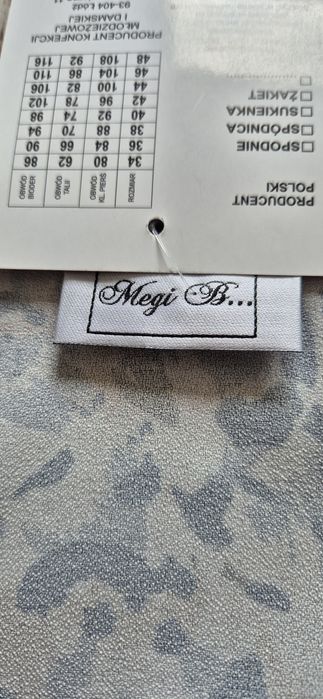 PRODUCENT
POLSKI
☐ SPODNIE
☐ SPÓDNICA
☐ SUKIENKA
☐ ŻAKIET
☐
OBWÓD BIODER OBWÓD TALII OBWÓD KL. PIERŚ ROZMIAR
86 62 80 34
90 66 84 36
94 70 88 38
98 74 92 40
102 78 96 42
106 82 100 44
110 86 104 46
116 92 108 48
PRODUCENT KONFEKCJI
MŁODZIEŻOWEJ
I DAMSKIEJ
93-404 Łódź
Megi B...